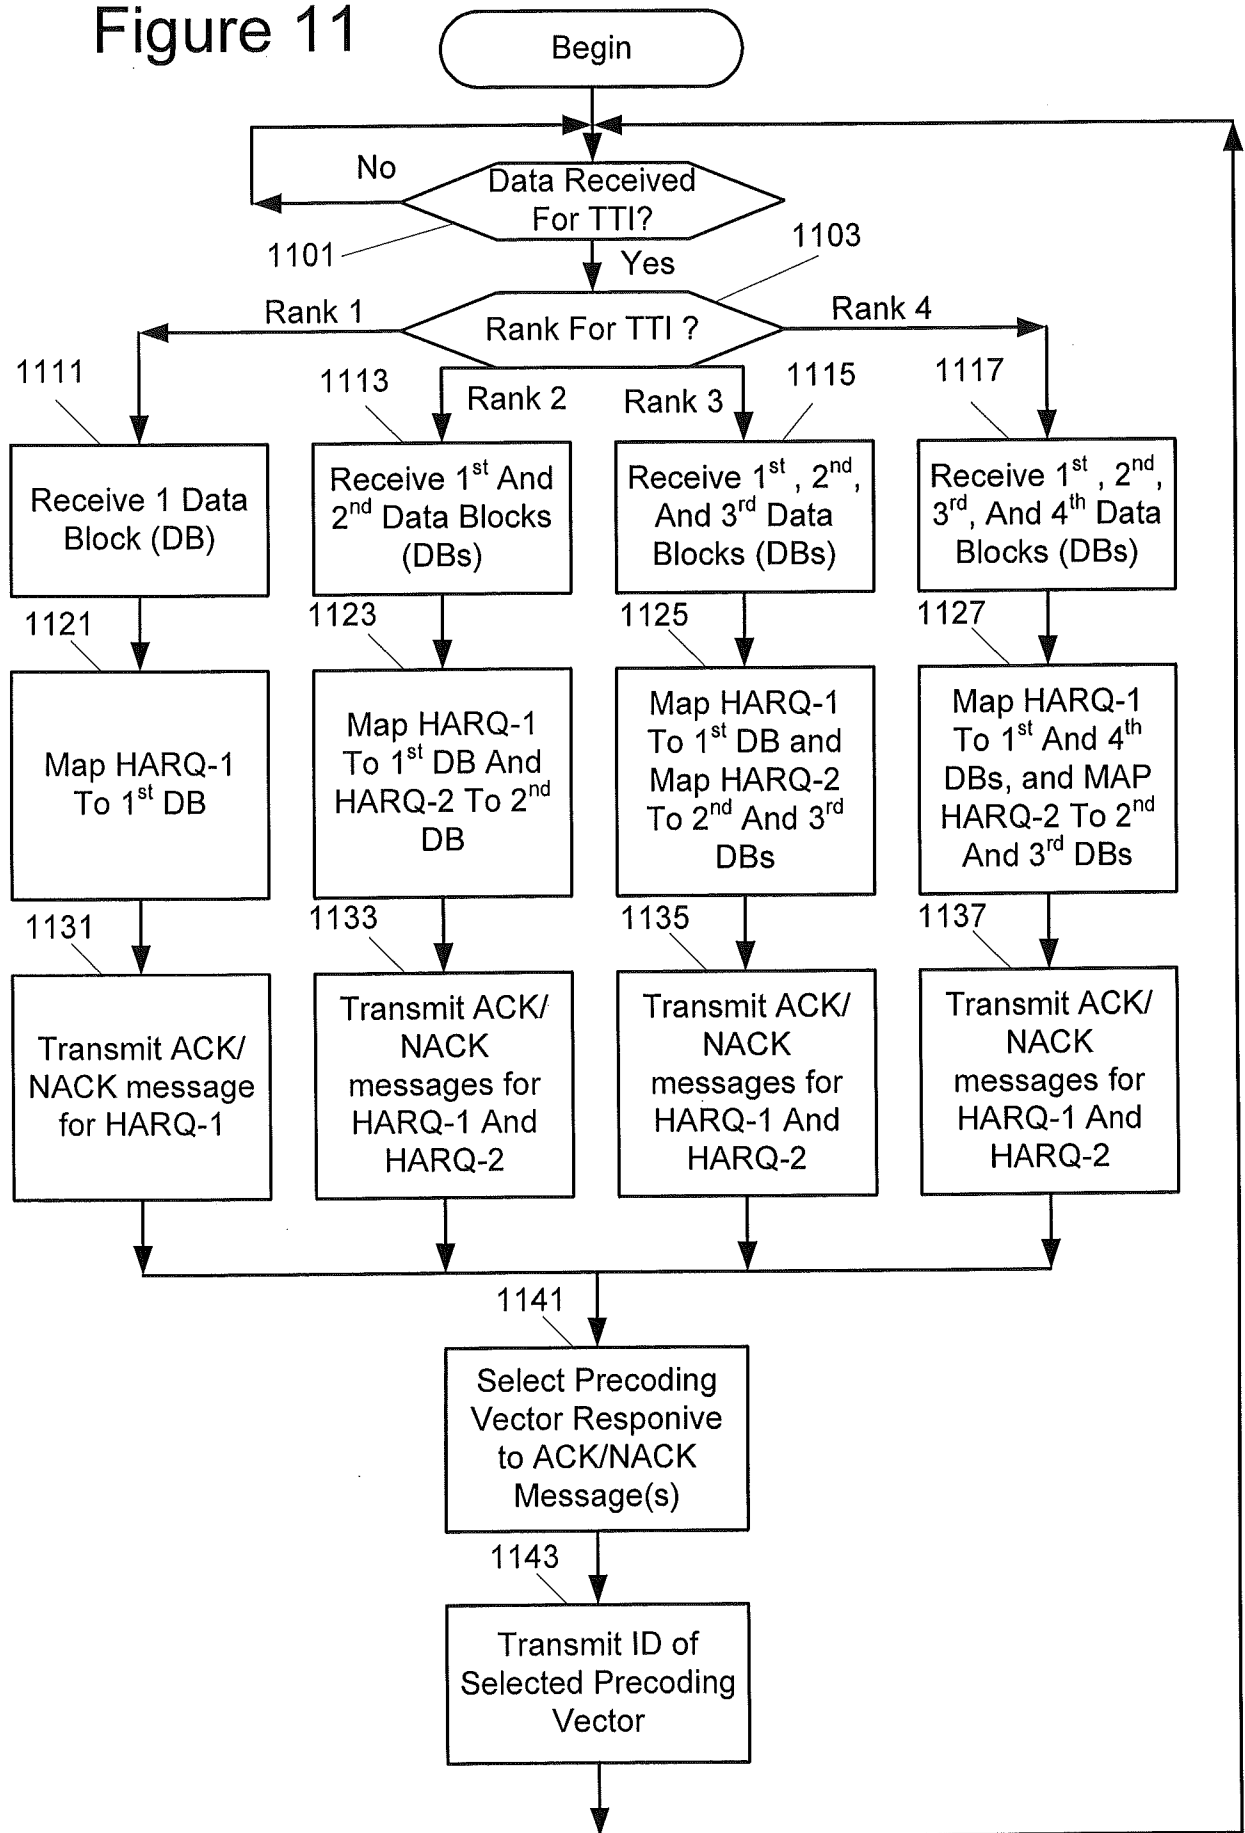 Figure 11
Begin
No
Data Received
For TTI?
1101
Yes
1103
Rank 1
Rank For TTI ?
Rank 4
1111
1113
Rank 2
Rank 3
1115
1117
Receive 1 Data
Block (DB)
Receive 1st And
2nd Data Blocks
(DBs)
Receive 1st , 2nd,
And 3rd Data
Blocks (DBs)
Receive 1st , 2nd,
3rd, And 4th Data
Blocks (DBs)
1121
1123
1125
1127
Map HARQ-1
To 1st DB
Map HARQ-1
To 1st DB And
HARQ-2 To 2nd
DB
Map HARQ-1
To 1st DB and
Map HARQ-2
To 2nd And 3rd
DBs
Map HARQ-1
To 1st And 4th
DBs, and MAP
HARQ-2 To 2nd
And 3rd DBs
1131
1133
1135
1137
Transmit ACK/
NACK message
for HARQ-1
Transmit ACK/
NACK
messages for
HARQ-1 And
HARQ-2
Transmit ACK/
NACK
messages for
HARQ-1 And
HARQ-2
Transmit ACK/
NACK
messages for
HARQ-1 And
HARQ-2
1141
Select Precoding
Vector Responive
to ACK/NACK
Message(s)
1143
Transmit ID of
Selected Precoding
Vector